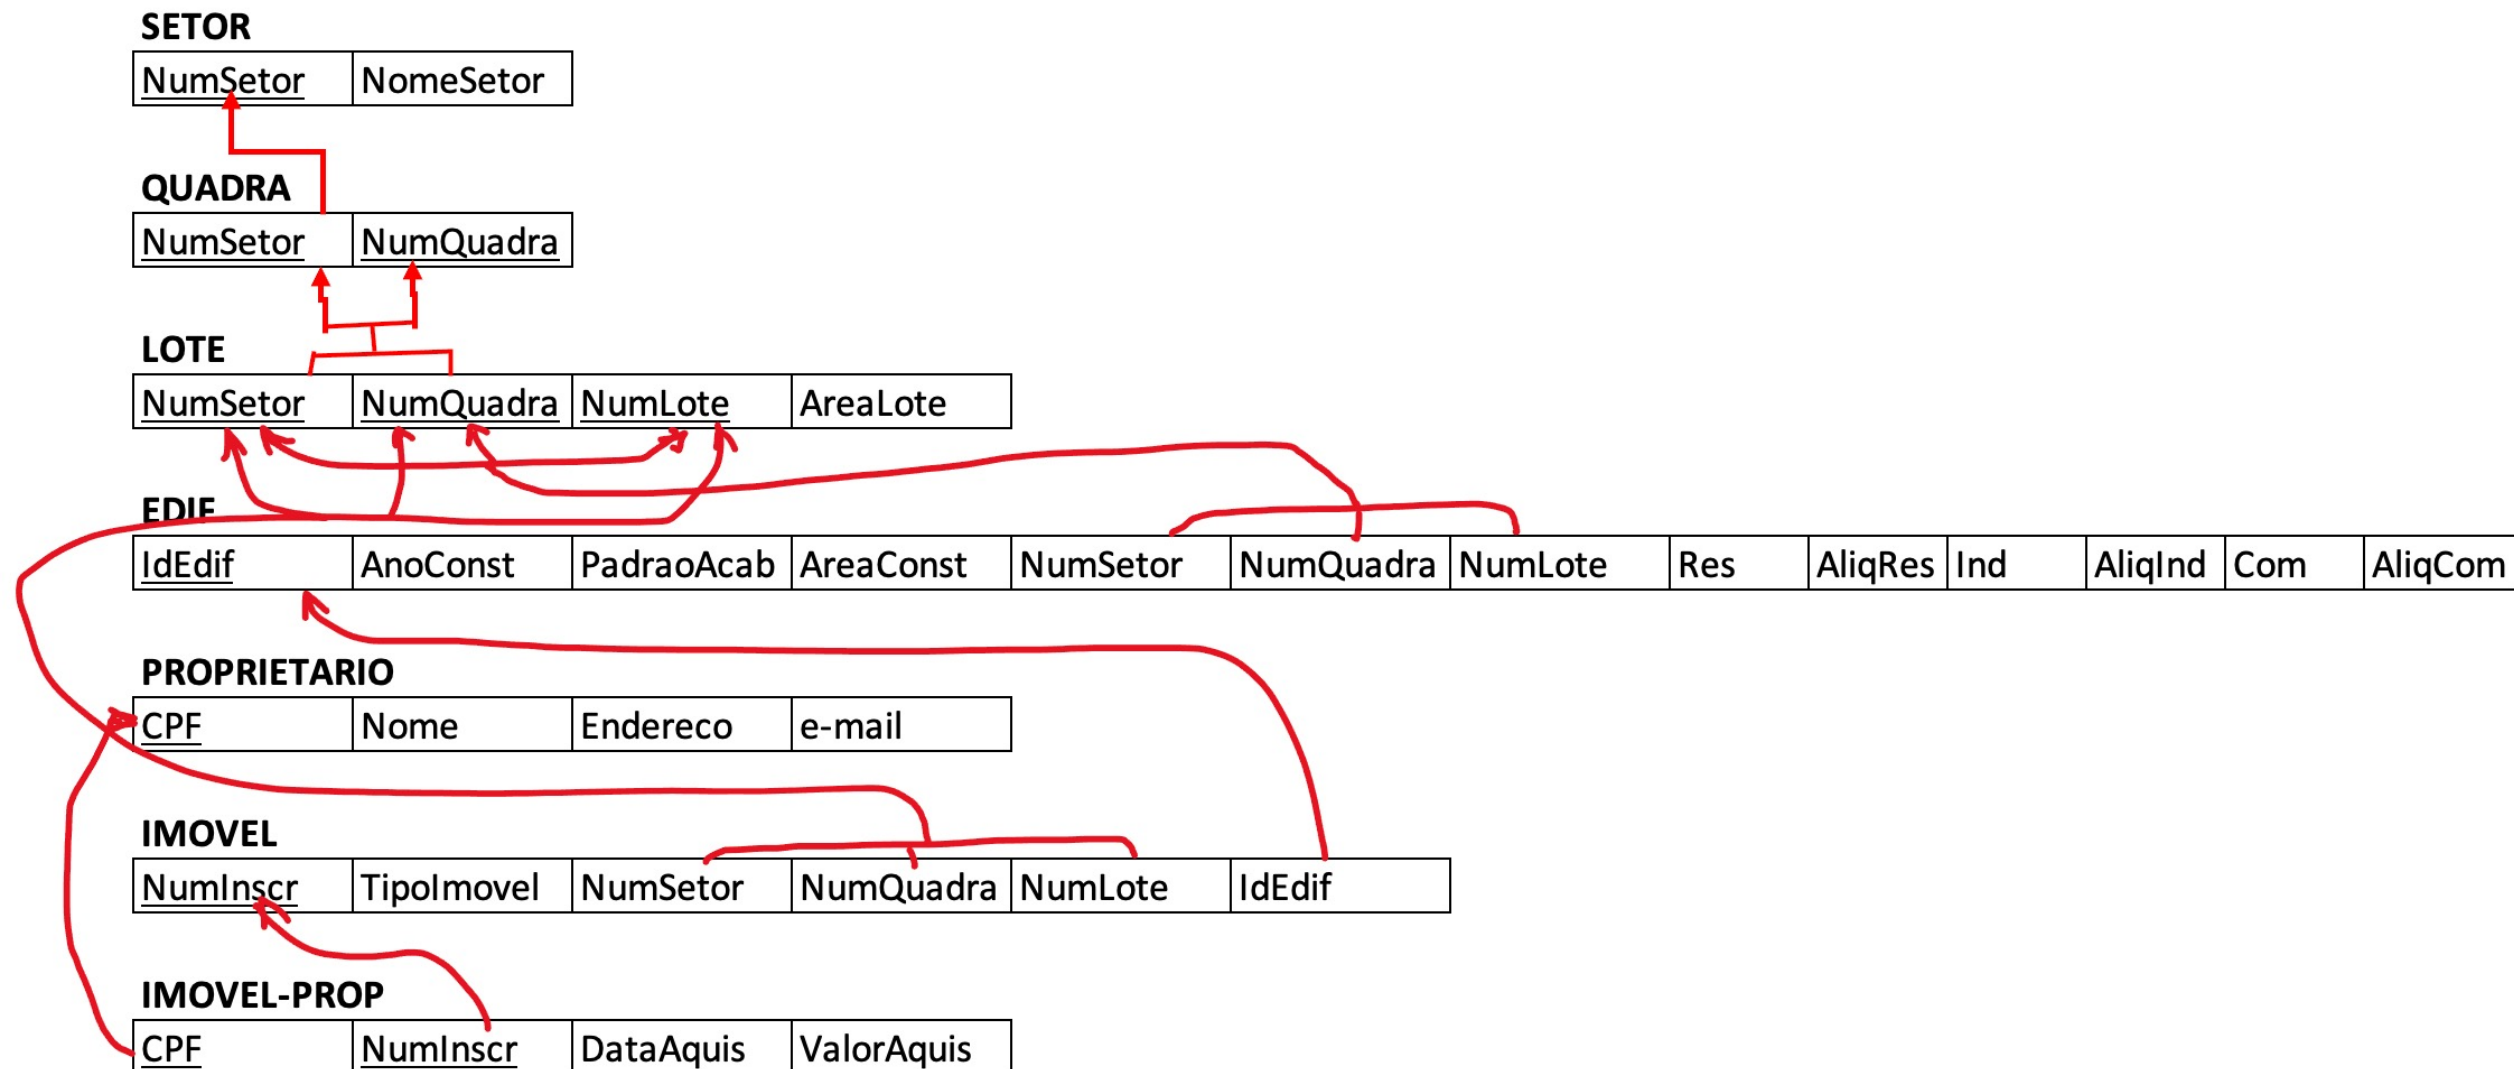 SETOR
NumSetor NomeSetor
QUADRA
NumSetor NumQuadra
LOTE
NumSetor NumQuadra NumLote AreaLote
EDIF
IdEdif AnoConst PadraoAcab AreaConst NumSetor NumQuadra NumLote Res AliqRes Ind AliqInd Com AliqCom
PROPRIETARIO
CPF Nome Endereco e-mail
IMOVEL
NumInscr TipoImovel NumSetor NumQuadra NumLote IdEdif
IMOVEL-PROP
CPF NumInscr DataAquis ValorAquis